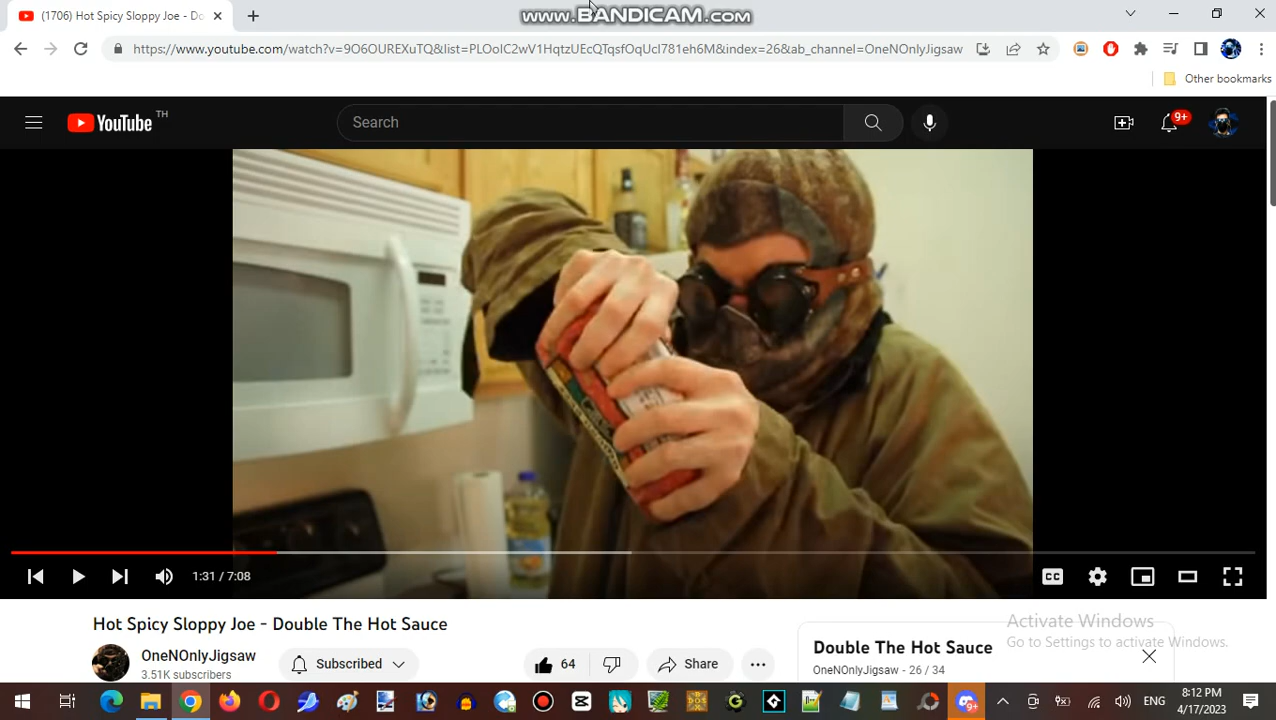 www.BANDICAM.com
(1706) Hot Spicy Sloppy Joe - Do
https://www.youtube.com/watch?v=9O6OUREXuTQ&list=PLOoIC2vV1HqtzUEcQTqsfOqUcI781eh6M&index=26&ab_channel=OneNOnlyJigsaw
Other bookmarks
YouTube TH
Search
9+
1:31 / 7:08
CC
Hot Spicy Sloppy Joe - Double The Hot Sauce
Activate Windows
Go to Settings to activate Windows.
Double The Hot Sauce
OneNOnlyJigsaw - 26 / 34
OneNOnlyJigsaw
3.51K subscribers
Subscribed
64
Share
9+
ENG
8:12 PM
4/17/2023